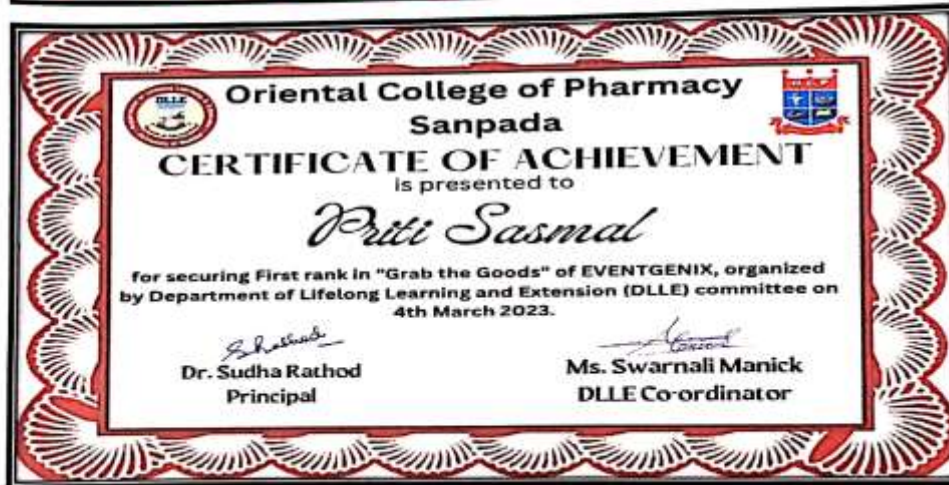 DLLE
Oriental College of Pharmacy
Sanpada
CERTIFICATE OF ACHIEVEMENT
is presented to
Priti Sasmal
for securing First rank in "Grab the Goods" of EVENTGENIX, organized
by Department of Lifelong Learning and Extension (DLLE) committee on
4th March 2023.
Dr. Sudha Rathod
Principal
Ms. Swarnali Manick
DLLE Co-ordinator